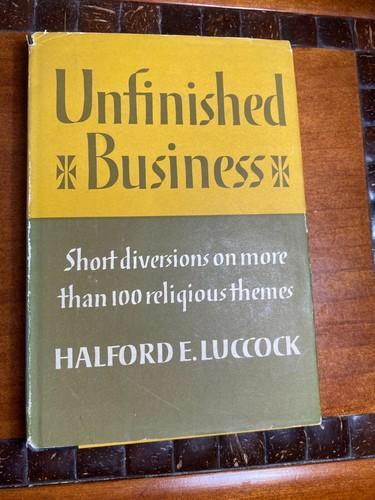 Unfinished
Business
Short diversions on more
than 100 religious themes
HALFORD E. LUCCOCK